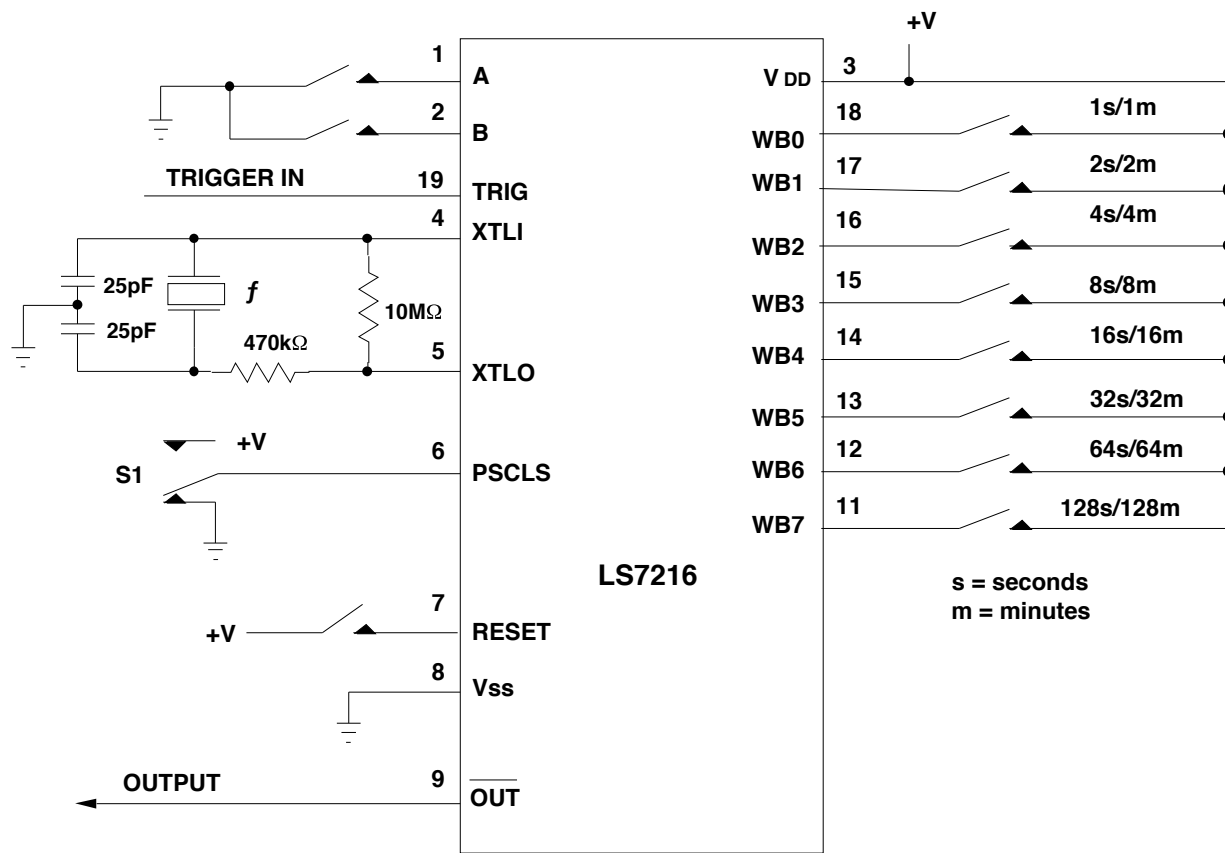 +V
1
A
2
B
TRIGGER IN
19
TRIG
4
XTLI
25pF
25pF
ƒ
10MΩ
470kΩ
5
XTLO
S1
+V
6
PSCLS
+V
7
RESET
8
Vss
OUTPUT
9
OUT
LS7216
V DD
3
WB0
18
1s/1m
WB1
17
2s/2m
WB2
16
4s/4m
WB3
15
8s/8m
WB4
14
16s/16m
WB5
13
32s/32m
WB6
12
64s/64m
WB7
11
128s/128m
s = seconds
m = minutes